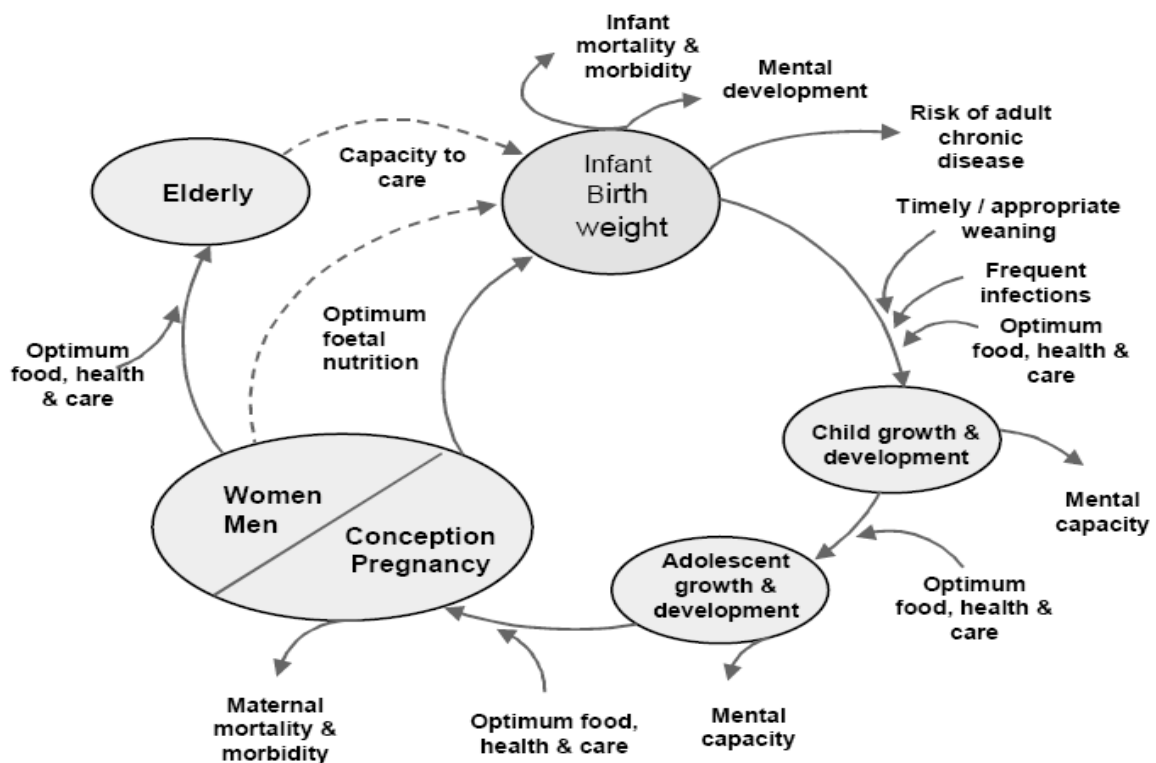 Infant
mortality &
morbidity
Mental
development
Risk of adult
chronic
disease
Elderly
Capacity to
care
Infant
Birth
weight
Timely / appropriate
weaning
Frequent
infections
Optimum
food, health &
care
Optimum
food, health
& care
Optimum
foetal
nutrition
Child growth &
development
Mental
capacity
Women
Men
Conception
Pregnancy
Adolescent
growth &
development
Optimum
food, health &
care
Maternal
mortality &
morbidity
Optimum food,
health & care
Mental
capacity